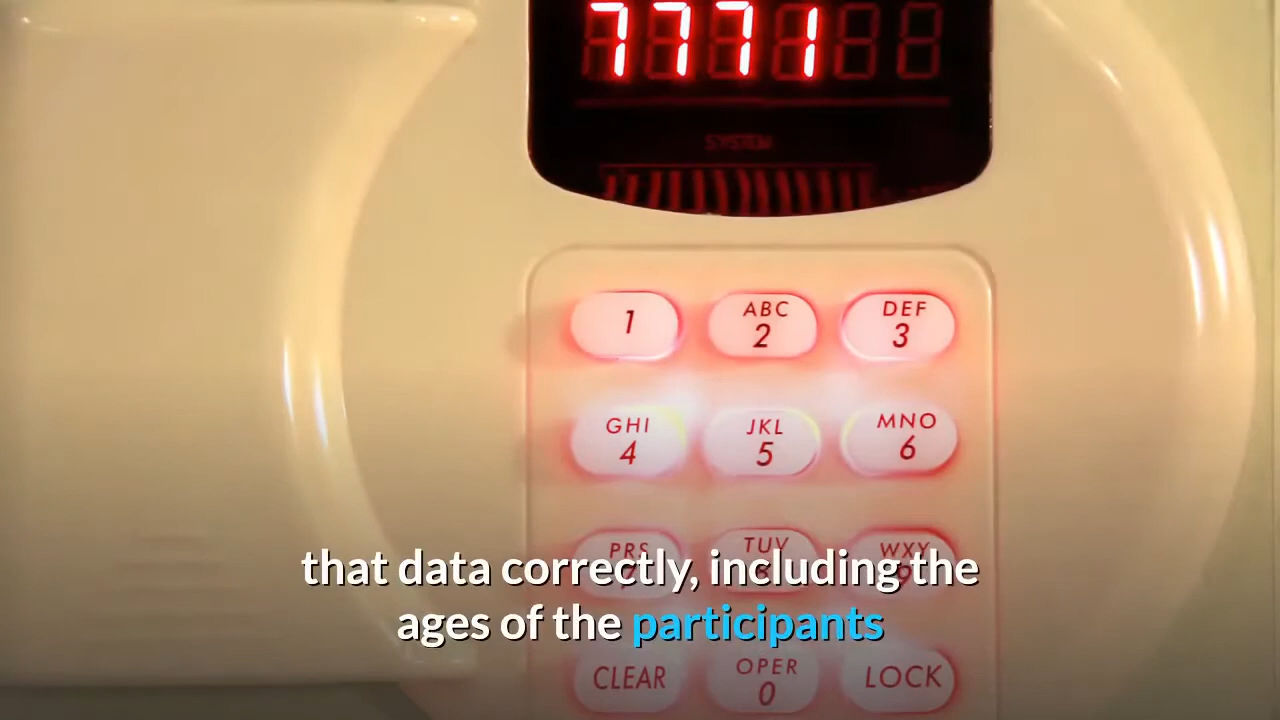 7771
SYSTEM
1
ABC
2
DEF
3
GHI
4
JKL
5
MNO
6
PRS
TUV
WXY
that data correctly, including the
ages of the participants
CLEAR
OPER
0
LOCK